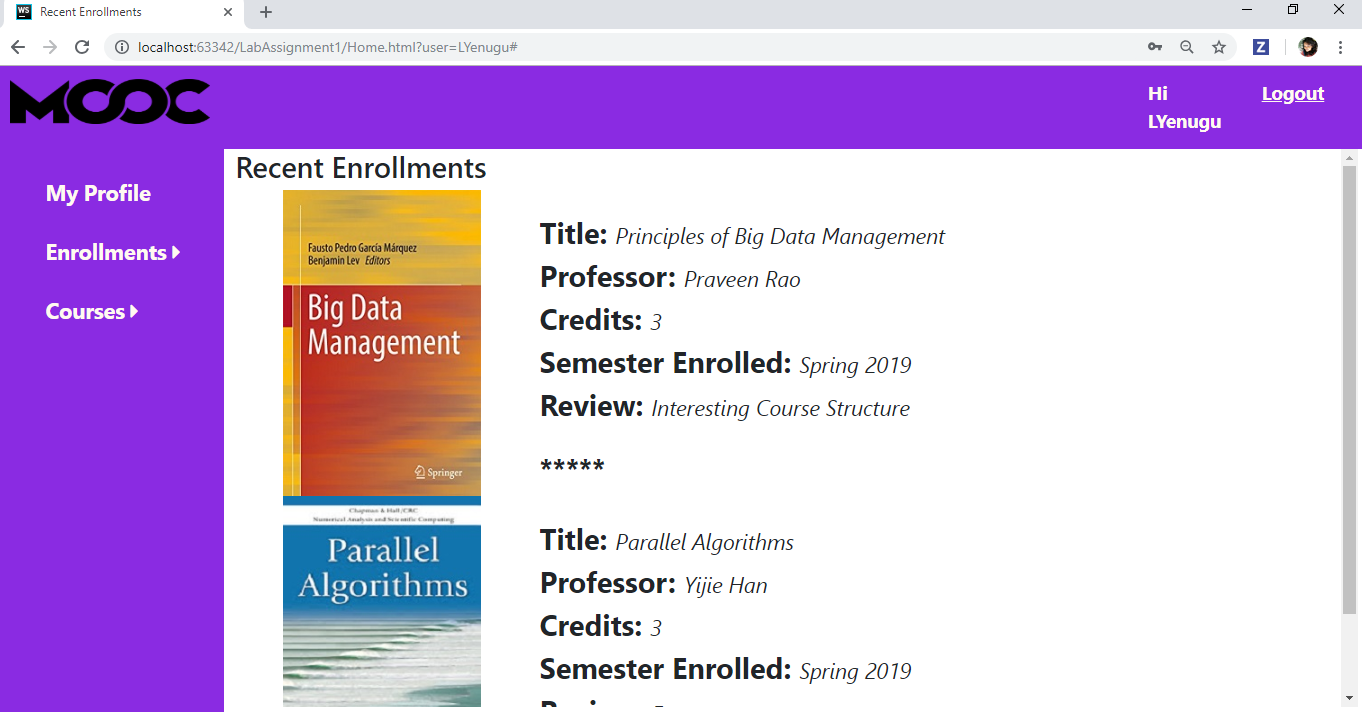 Recent Enrollments
localhost:63342/LabAssignment1/Home.html?user=LYenugu#
MOOC
Hi
LYenugu
Logout
My Profile
Enrollments
Courses
Recent Enrollments
Fausto Pedro García Márquez
Benjamin Lev Editors
Big Data
Management
Springer
Title: Principles of Big Data Management
Professor: Praveen Rao
Credits: 3
Semester Enrolled: Spring 2019
Review: Interesting Course Structure
*****
Chapman & Hall/CRC
Numerical Analysis and Scientific Computing
Parallel
Algorithms
Title: Parallel Algorithms
Professor: Yijie Han
Credits: 3
Semester Enrolled: Spring 2019